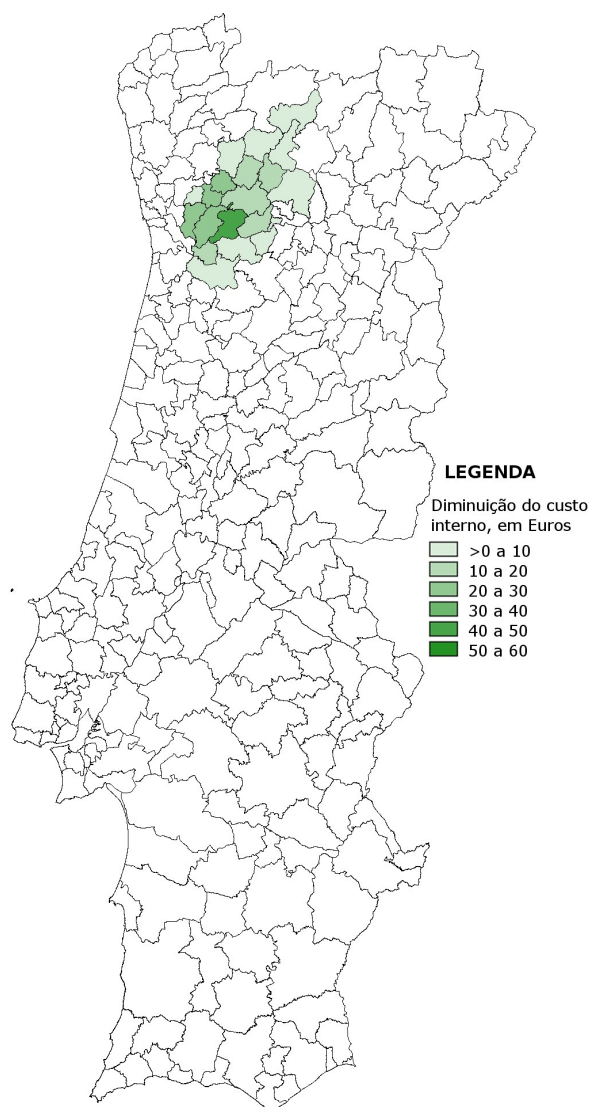 LEGENDA
Diminuição do custo
interno, em Euros
>0 a 10
10 a 20
20 a 30
30 a 40
40 a 50
50 a 60